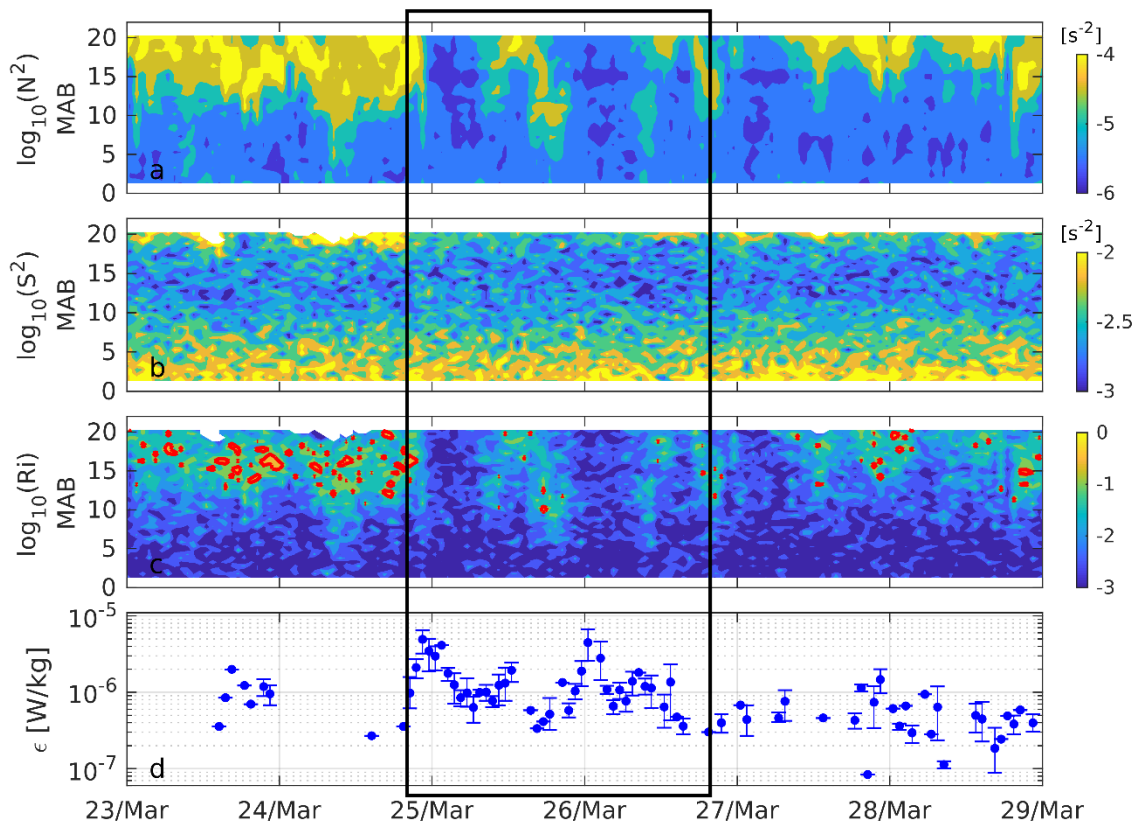 [s⁻²]
log₁₀(N²)
MAB
20
15
10
5
0
a
-4
-5
-6
[s⁻²]
log₁₀(S²)
MAB
20
15
10
5
0
b
-2
-2.5
-3
log₁₀(Ri)
MAB
20
15
10
5
0
c
0
-1
-2
-3
ϵ [W/kg]
10⁻⁵
10⁻⁶
10⁻⁷
d
23/Mar 24/Mar 25/Mar 26/Mar 27/Mar 28/Mar 29/Mar